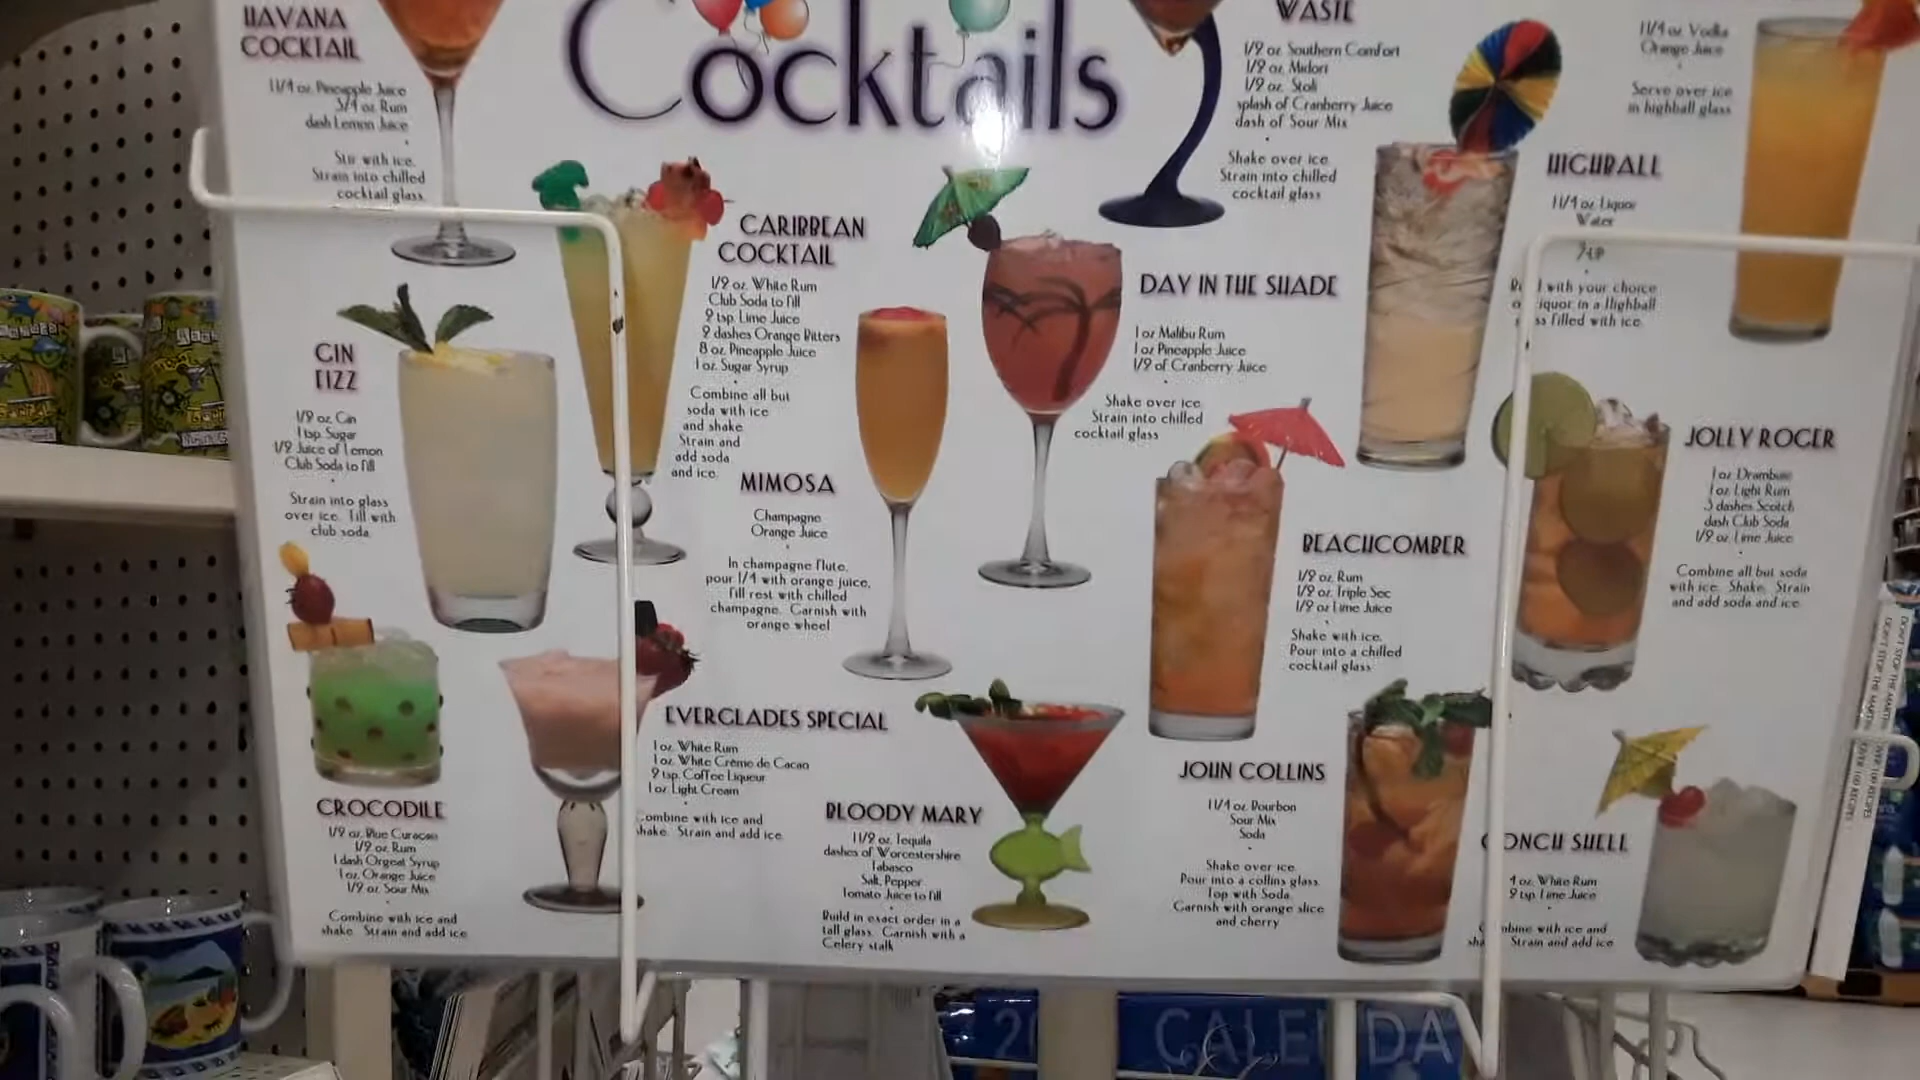 Cocktails
HAVANA
COCKTAIL
1 1/4 oz. Pineapple Juice
3/4 oz. Rum
dash Lemon Juice
Stir with ice.
Strain into chilled
cocktail glass
WASTE
1/2 oz. Southern Comfort
1/2 oz. Midori
1/2 oz. Stoli
splash of Cranberry Juice
dash of Sour Mix
Shake over ice
Strain into chilled
cocktail glass
1 1/4 oz Vodka
Orange Juice
Serve over ice
in highball glass
HIGHBALL
1 1/4 oz Liquor
Water
7-UP
with your choice
in a Highball
filled with ice
CARIBBEAN
COCKTAIL
1/2 oz. White Rum
Club Soda to fill
2 tsp. Lime Juice
2 dashes Orange Bitters
8 oz. Pineapple Juice
1 oz. Sugar Syrup
Combine all but
soda with ice
and shake
Strain and
add soda
and ice
DAY IN THE SHADE
1 oz Malibu Rum
1 oz Pineapple Juice
1/2 of Cranberry Juice
Shake over ice
Strain into chilled
cocktail glass
GIN
FIZZ
1/2 oz. Gin
1 tsp. Sugar
1/2 Juice of Lemon
Club Soda to fill
Strain into glass
over ice. Fill with
club soda
MIMOSA
Champagne
Orange Juice
In champagne flute,
pour 1/4 with orange juice,
fill rest with chilled
champagne. Garnish with
orange wheel
JOLLY ROGER
1 oz Drambuie
1 oz. Light Rum
3 dashes Scotch
dash Club Soda
1/2 oz. Lime Juice
Combine all but soda
with ice. Shake. Strain
and add soda and ice
BEACHCOMBER
1/2 oz. Rum
1/2 oz. Triple Sec
1/2 oz Lime Juice
Shake with ice.
Pour into a chilled
cocktail glass
EVERGLADES SPECIAL
1 oz. White Rum
1 oz. White Crème de Cacao
2 tsp. Coffee Liqueur
1 oz. Light Cream
Combine with ice and
shake. Strain and add ice
CROCODILE
1/2 oz. Blue Curacao
1/2 oz. Rum
1 dash Orgeat Syrup
1 oz. Orange Juice
1/2 oz. Sour Mix
Combine with ice and
shake. Strain and add ice
BLOODY MARY
1 1/2 oz. Tequila
dashes of Worcestershire
Tabasco
Salt, Pepper
Tomato Juice to fill
Build in exact order in a
tall glass. Garnish with a
Celery stalk
JOHN COLLINS
1 1/4 oz. Bourbon
Sour Mix
Soda
Shake over ice
Pour into a collins glass
Top with Soda.
Garnish with orange slice
and cherry
CONCH SHELL
4 oz. White Rum
2 tsp. Lime Juice
Combine with ice and
Strain and add ice
CALENDA